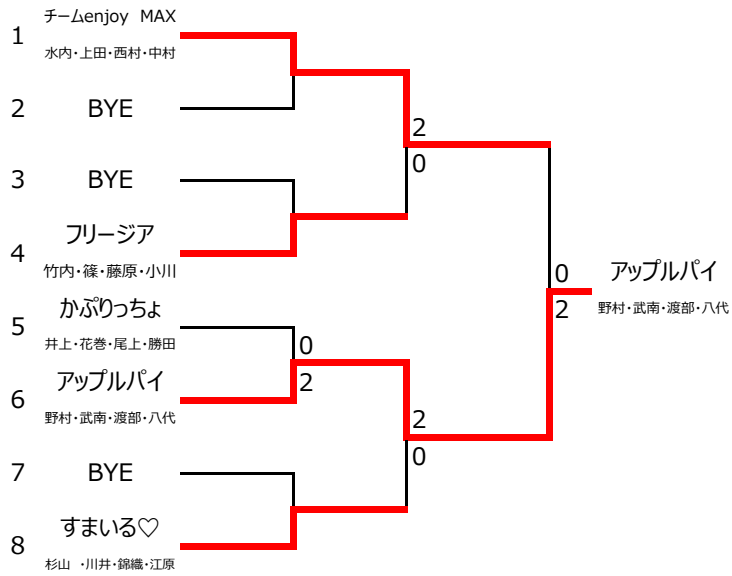 チームenjoy MAX
1
水内・上田・西村・中村
2 BYE
3 BYE
フリージア
4
竹内・篠・藤原・小川
かぷりっちょ
5
井上・花巻・尾上・勝田
アップルパイ
6
野村・武南・渡部・八代
7 BYE
すまいる♡
8
杉山 ・川井・錦織・江原
2
0
0
2
2
0
0
2
アップルパイ
野村・武南・渡部・八代